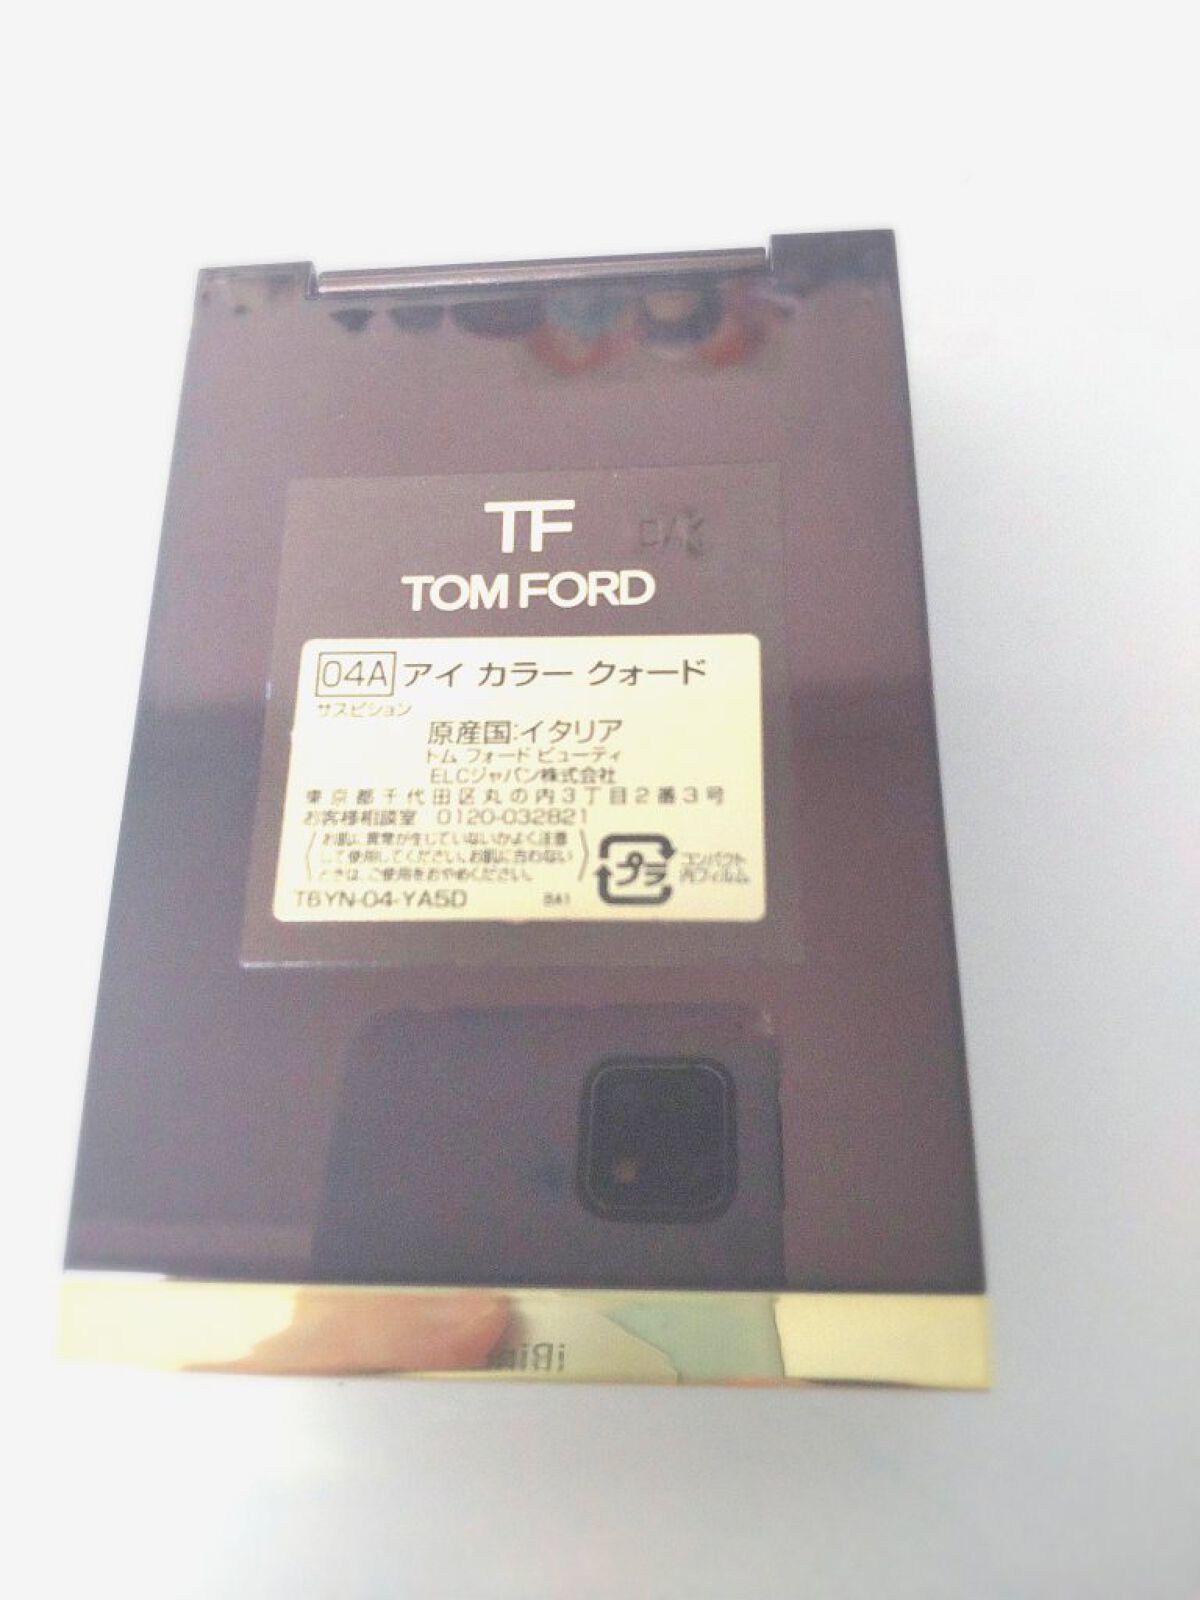 TF
TOM FORD
04A アイ カラー クォード
サスピション
原産国:イタリア
トム フォード ビューティ
ELCジャパン株式会社
東京都千代田区丸の内3丁目2番3号
お客様相談室 0120-032821
お肌に異常が生じていないかよく注意
して使用してください。お肌に合わない
ときは、ご使用をおやめください。
プラ
コンパクト
内フィルム
T6YN-04-YA5D